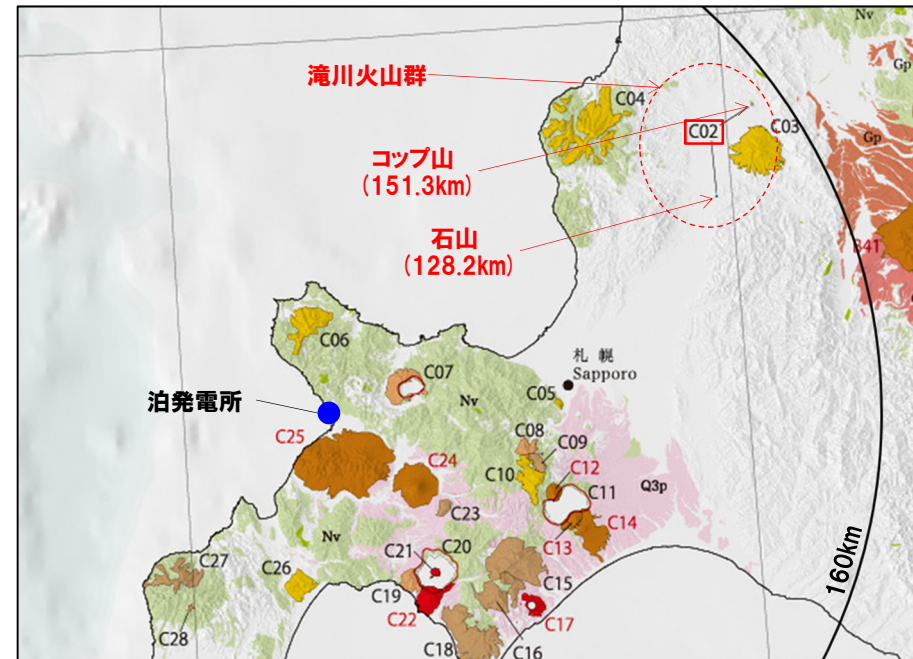 Nv
Gp
滝川火山群
C04
C02
C03
Gp
コップ山
(151.3km)
石山
(128.2km)
B41
C06
札 幌
Sapporo
C07
C05
Nv
泊発電所
C25
C08
C09
C24
C10
C12
C11
Q3p
C23
C14
C13
Nv
C21
C20
C27
C26
C15
C19
C22
C17
C28
C18
C16
160km